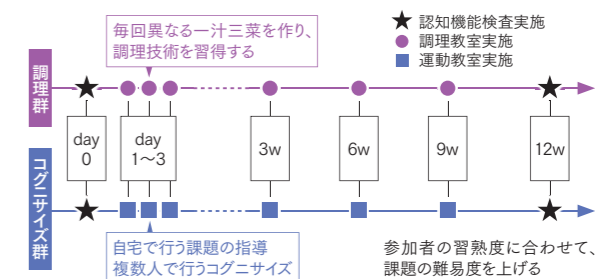 毎回異なる一汁三菜を作り、
調理技術を習得する
★ 認知機能検査実施
● 調理教室実施
■ 運動教室実施
調理群
day
0
day
1〜3
3w
6w
9w
12w
コグニサイズ群
自宅で行う課題の指導
複数人で行うコグニサイズ
参加者の習熟度に合わせて、
課題の難易度を上げる